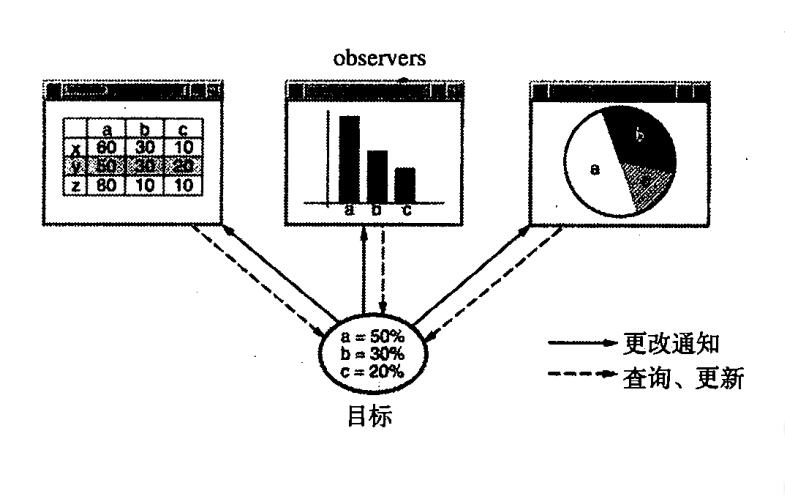 observers
a b c
x 60 30 10
y 50 30 20
z 80 10 10
a b c
b
a
c
a = 50%
b = 30%
c = 20%
目标
更改通知
查询、更新